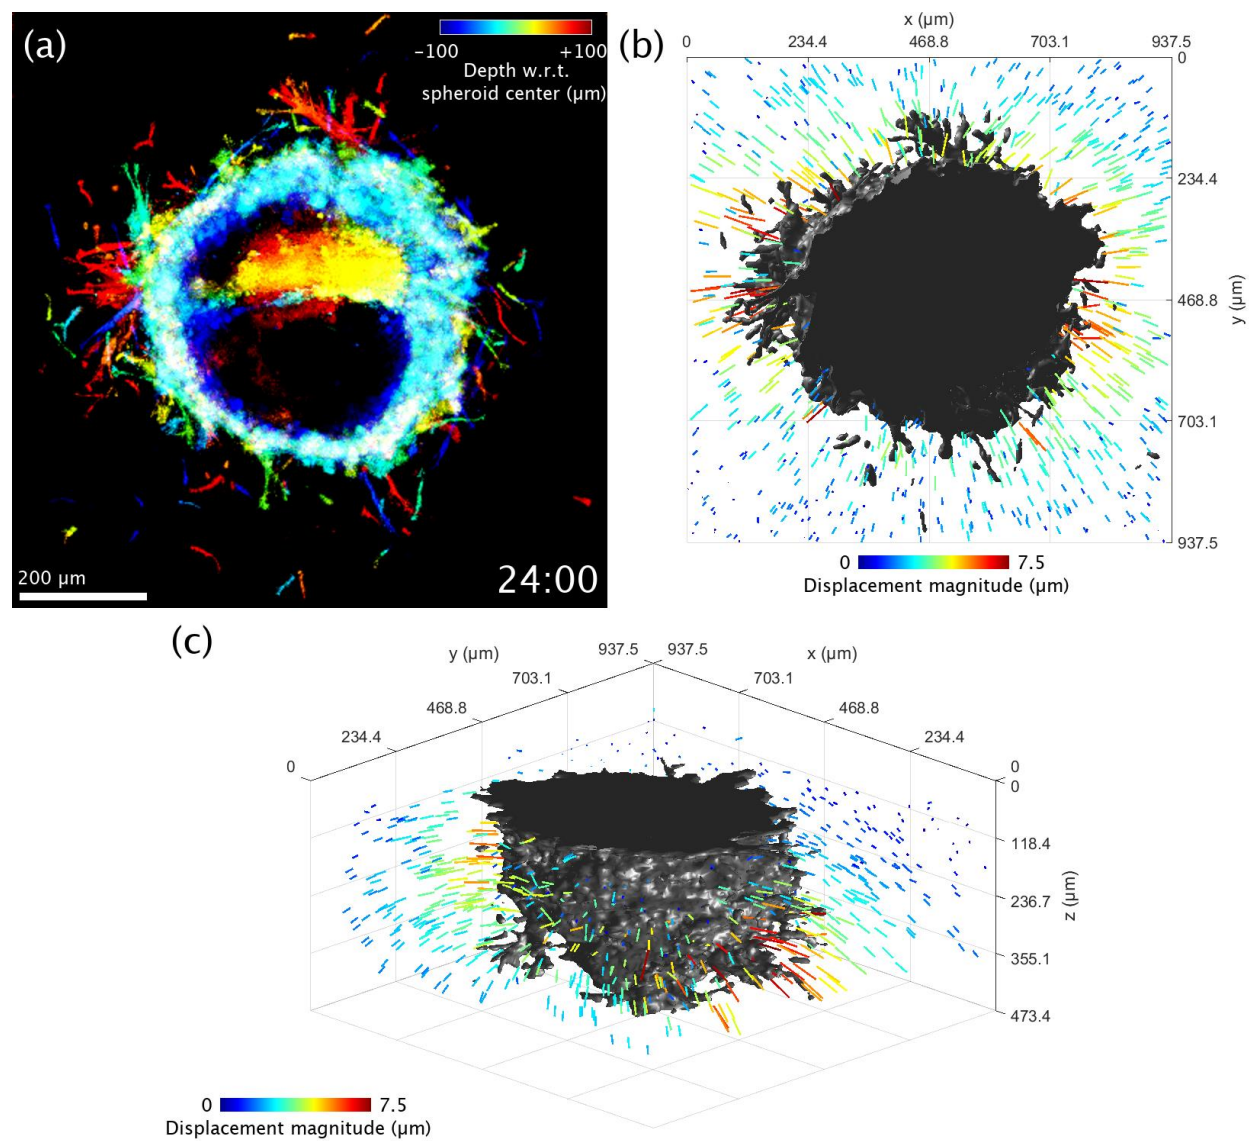 (a)
−100 +100
Depth w.r.t.
spheroid center (μm)
200 μm
24:00
(b)
x (μm)
0 234.4 468.8 703.1 937.5
0
234.4
468.8
y (μm)
703.1
937.5
0 7.5
Displacement magnitude (μm)
(c)
y (μm) 937.5 937.5 x (μm)
703.1 703.1
468.8 468.8
234.4 234.4
0 0
0
118.4
236.7
z (μm)
355.1
473.4
0 7.5
Displacement magnitude (μm)